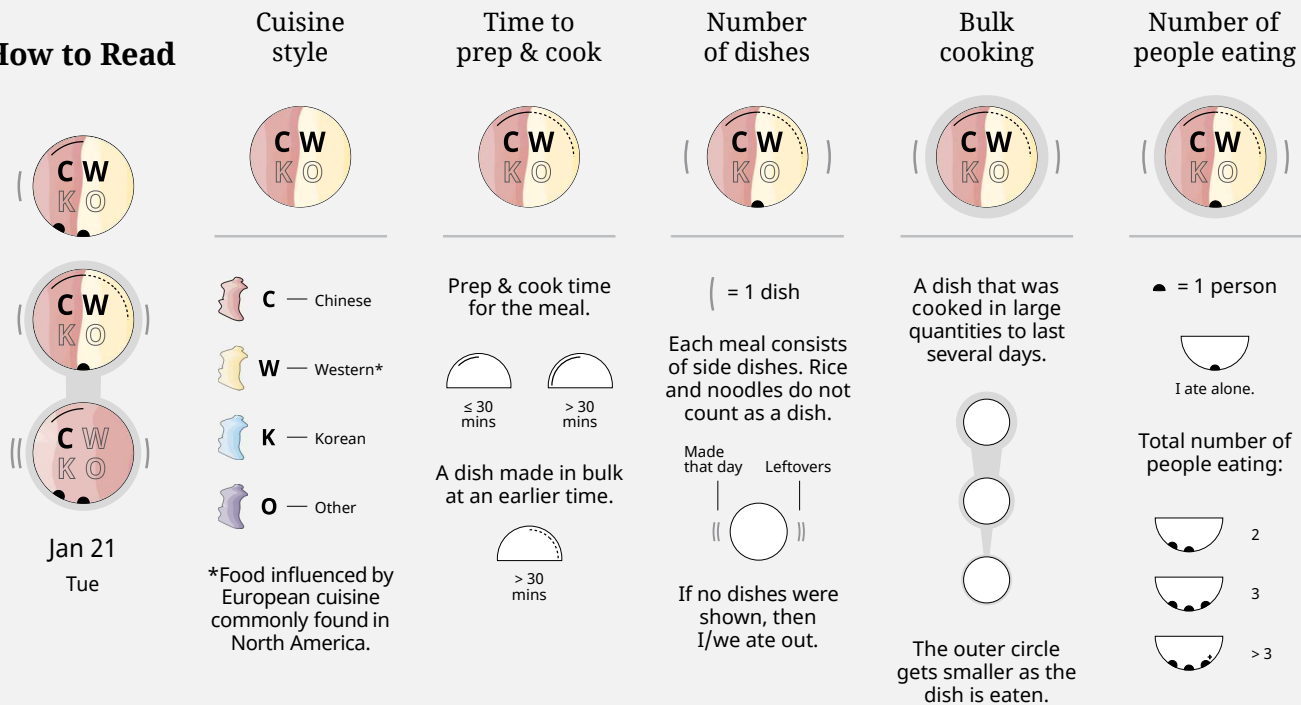 How to Read
C W
K O
C W
K O
C W
K O
Jan 21
Tue
Cuisine
style
C W
K O
C — Chinese
W — Western*
K — Korean
O — Other
*Food influenced by
European cuisine
commonly found in
North America.
Time to
prep & cook
C W
K O
Prep & cook time
for the meal.
≤ 30
mins
> 30
mins
A dish made in bulk
at an earlier time.
> 30
mins
Number
of dishes
C W
K O
= 1 dish
Each meal consists
of side dishes. Rice
and noodles do not
count as a dish.
Made
that day
Leftovers
If no dishes were
shown, then
I/we ate out.
Bulk
cooking
C W
K O
A dish that was
cooked in large
quantities to last
several days.
The outer circle
gets smaller as the
dish is eaten.
Number of
people eating
C W
K O
= 1 person
I ate alone.
Total number of
people eating:
2
3
+
> 3